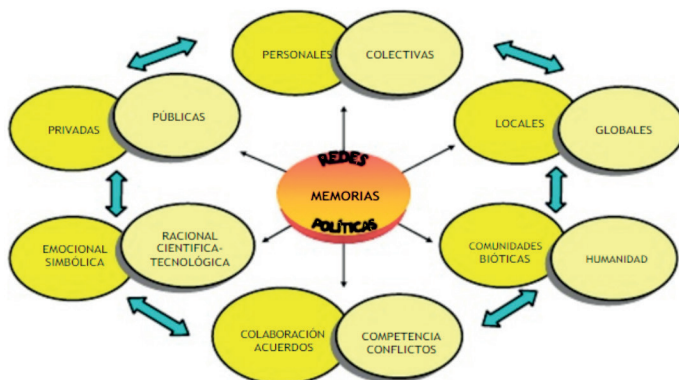 PERSONALES
COLECTIVAS
PRIVADAS
PÚBLICAS
LOCALES
GLOBALES
REDES
MEMORIAS
POLÍTICAS
EMOCIONAL
SIMBÓLICA
RACIONAL
CIENTIFICA-
TECNOLÓGICA
COMUNIDADES
BIÓTICAS
HUMANIDAD
COLABORACIÓN
ACUERDOS
COMPETENCIA
CONFLICTOS